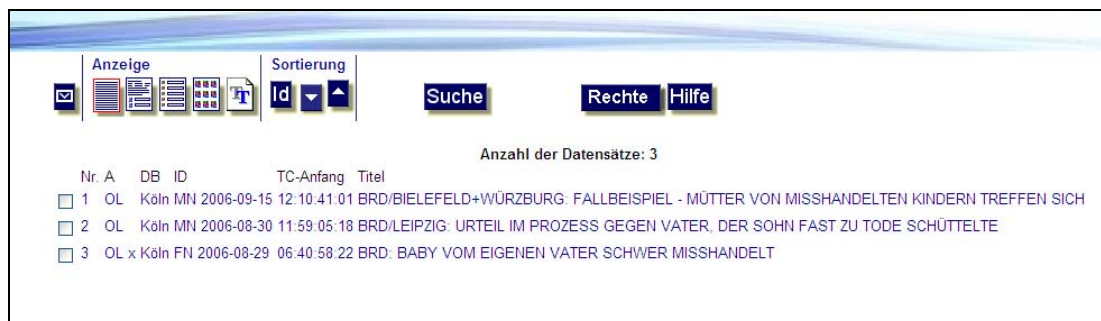 Anzeige Sortierung
Id Suche Rechte Hilfe
Anzahl der Datensätze: 3
Nr. A DB ID TC-Anfang Titel
1 OL Köln MN 2006-09-15 12:10:41:01 BRD/BIELEFELD+WÜRZBURG: FALLBEISPIEL - MÜTTER VON MISSHANDELTEN KINDERN TREFFEN SICH
2 OL Köln MN 2006-08-30 11:59:05:18 BRD/LEIPZIG: URTEIL IM PROZESS GEGEN VATER, DER SOHN FAST ZU TODE SCHÜTTELTE
3 OL x Köln FN 2006-08-29 06:40:58:22 BRD: BABY VOM EIGENEN VATER SCHWER MISSHANDELT